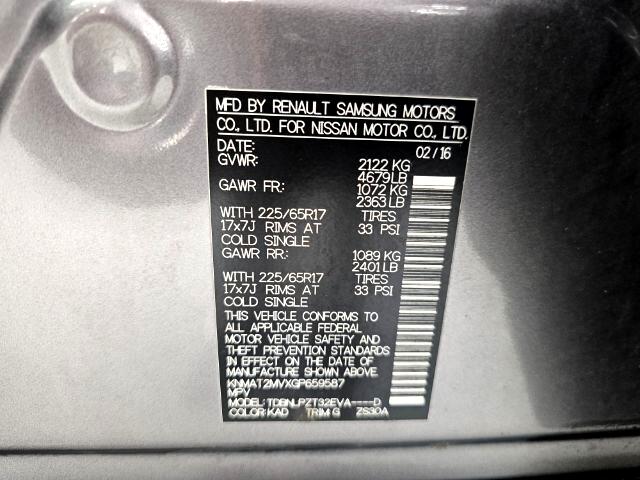 MFD BY RENAULT SAMSUNG MOTORS
CO., LTD. FOR NISSAN MOTOR CO., LTD.
DATE: 02/16
GVWR: 2122 KG
4679LB
GAWR FR: 1072 KG
2363 LB
WITH 225/65R17 TIRES
17x7J RIMS AT 33 PSI
COLD SINGLE
GAWR RR: 1089 KG
2401 LB
WITH 225/65R17 TIRES
17x7J RIMS AT 33 PSI
COLD SINGLE
THIS VEHICLE CONFORMS TO
ALL APPLICABLE FEDERAL
MOTOR VEHICLE SAFETY AND
THEFT PREVENTION STANDARDS
IN EFFECT ON THE DATE OF
MANUFACTURE SHOWN ABOVE.
KNMAT2MVXGP659587
MPV
MODEL: TDBNLPZT32EVA----D
COLOR: KAD TRIM: G ZS30A